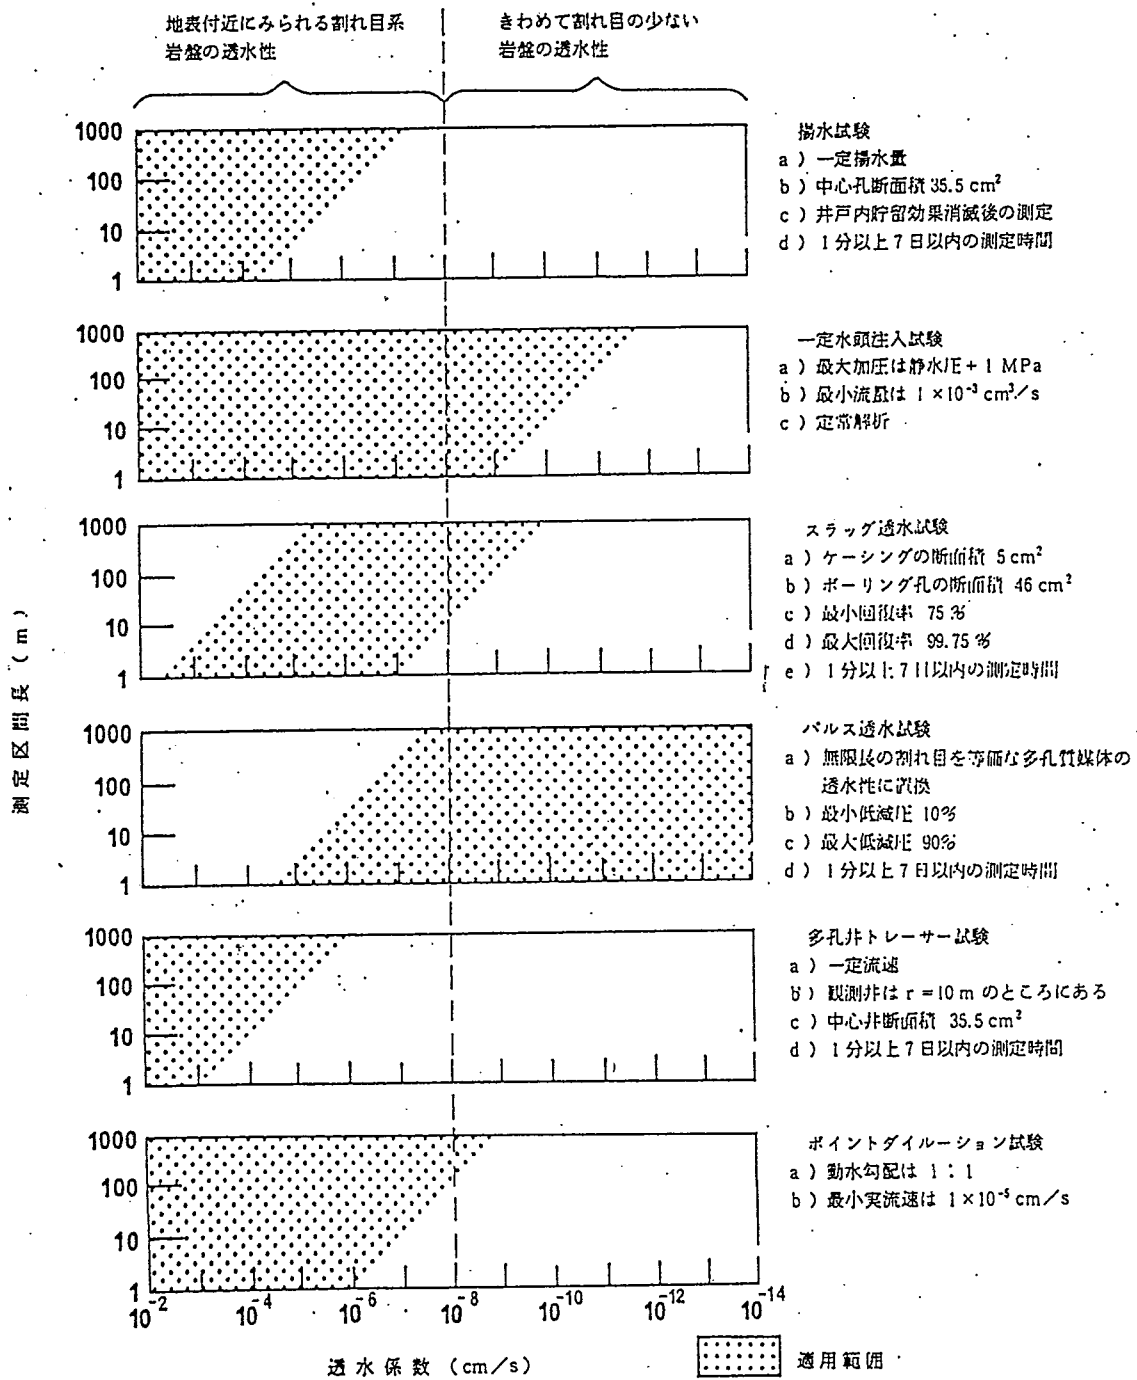 地表付近にみられる割れ目系
岩盤の透水性
きわめて割れ目の少ない
岩盤の透水性
1000
100
10
1
揚水試験
a)一定揚水量
b)中心孔断面積 35.5 cm²
c)井戸内貯留効果消滅後の測定
d)1分以上7日以内の測定時間
1000
100
10
1
一定水頭注入試験
a)最大加圧は静水圧+1 MPa
b)最小流量は 1×10⁻³ cm³/s
c)定常解析
1000
100
10
1
スラッグ透水試験
a)ケーシングの断面積 5 cm²
b)ボーリング孔の断面積 46 cm²
c)最小回復率 75%
d)最大回復率 99.75%
e)1分以上7日以内の測定時間
1000
100
10
1
パルス透水試験
a)無限長の割れ目を等価な多孔質媒体の
透水性に置換
b)最小低減圧 10%
c)最大低減圧 90%
d)1分以上7日以内の測定時間
1000
100
10
1
多孔井トレーサー試験
a)一定流速
b)観測井は r=10 m のところにある
c)中心井断面積 35.5 cm²
d)1分以上7日以内の測定時間
1000
100
10
1
ポイントダイルーション試験
a)動水勾配は 1:1
b)最小実流速は 1×10⁻⁵ cm/s
測定区間長(m)
10⁻² 10⁻⁴ 10⁻⁶ 10⁻⁸ 10⁻¹⁰ 10⁻¹² 10⁻¹⁴
透水係数(cm/s)
適用範囲